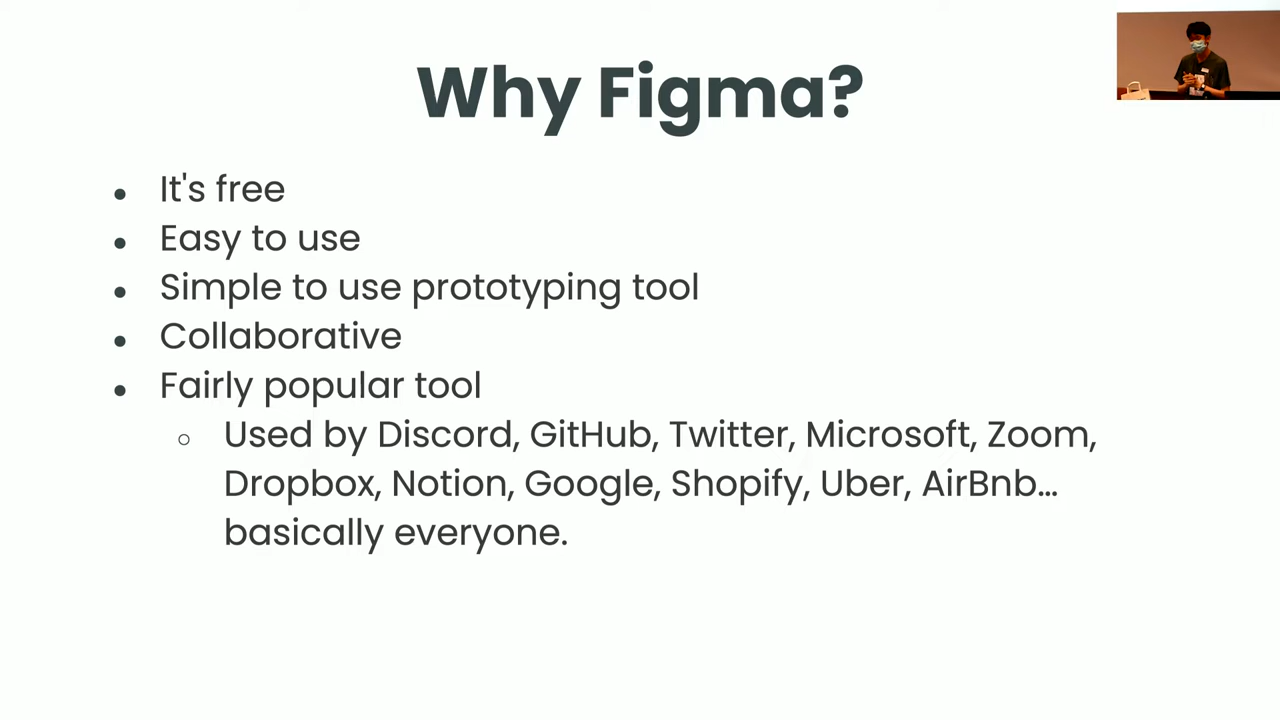 Why Figma?
● It's free
● Easy to use
● Simple to use prototyping tool
● Collaborative
● Fairly popular tool
○ Used by Discord, GitHub, Twitter, Microsoft, Zoom,
Dropbox, Notion, Google, Shopify, Uber, AirBnb...
basically everyone.